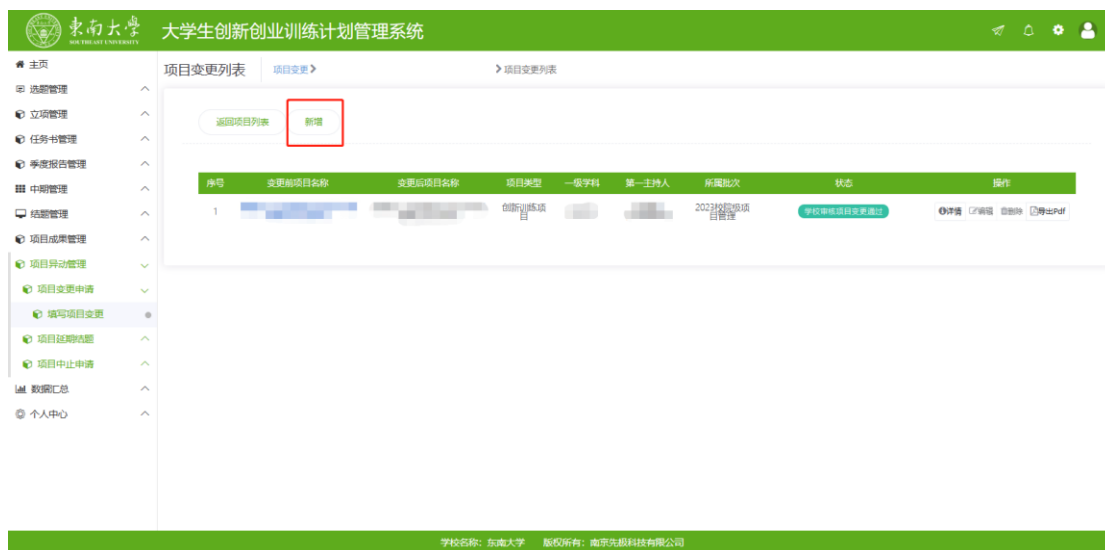 東南大學 大学生创新创业训练计划管理系统
SOUTHEAST UNIVERSITY
主页
选题管理
立项管理
任务书管理
季度报告管理
中期管理
结题管理
项目成果管理
项目异动管理
项目变更申请
填写项目变更
项目延期结题
项目中止申请
数据汇总
个人中心
项目变更列表 项目变更> >项目变更列表
返回项目列表 新增
序号 变更前项目名称 变更后项目名称 项目类型 一级学科 第一主持人 所属批次 状态 操作
1 创新训练项目 2023校院级项目管理 学校审核项目变更通过 详情 编辑 删除 导出Pdf
学校名称：东南大学 版权所有：南京先极科技有限公司